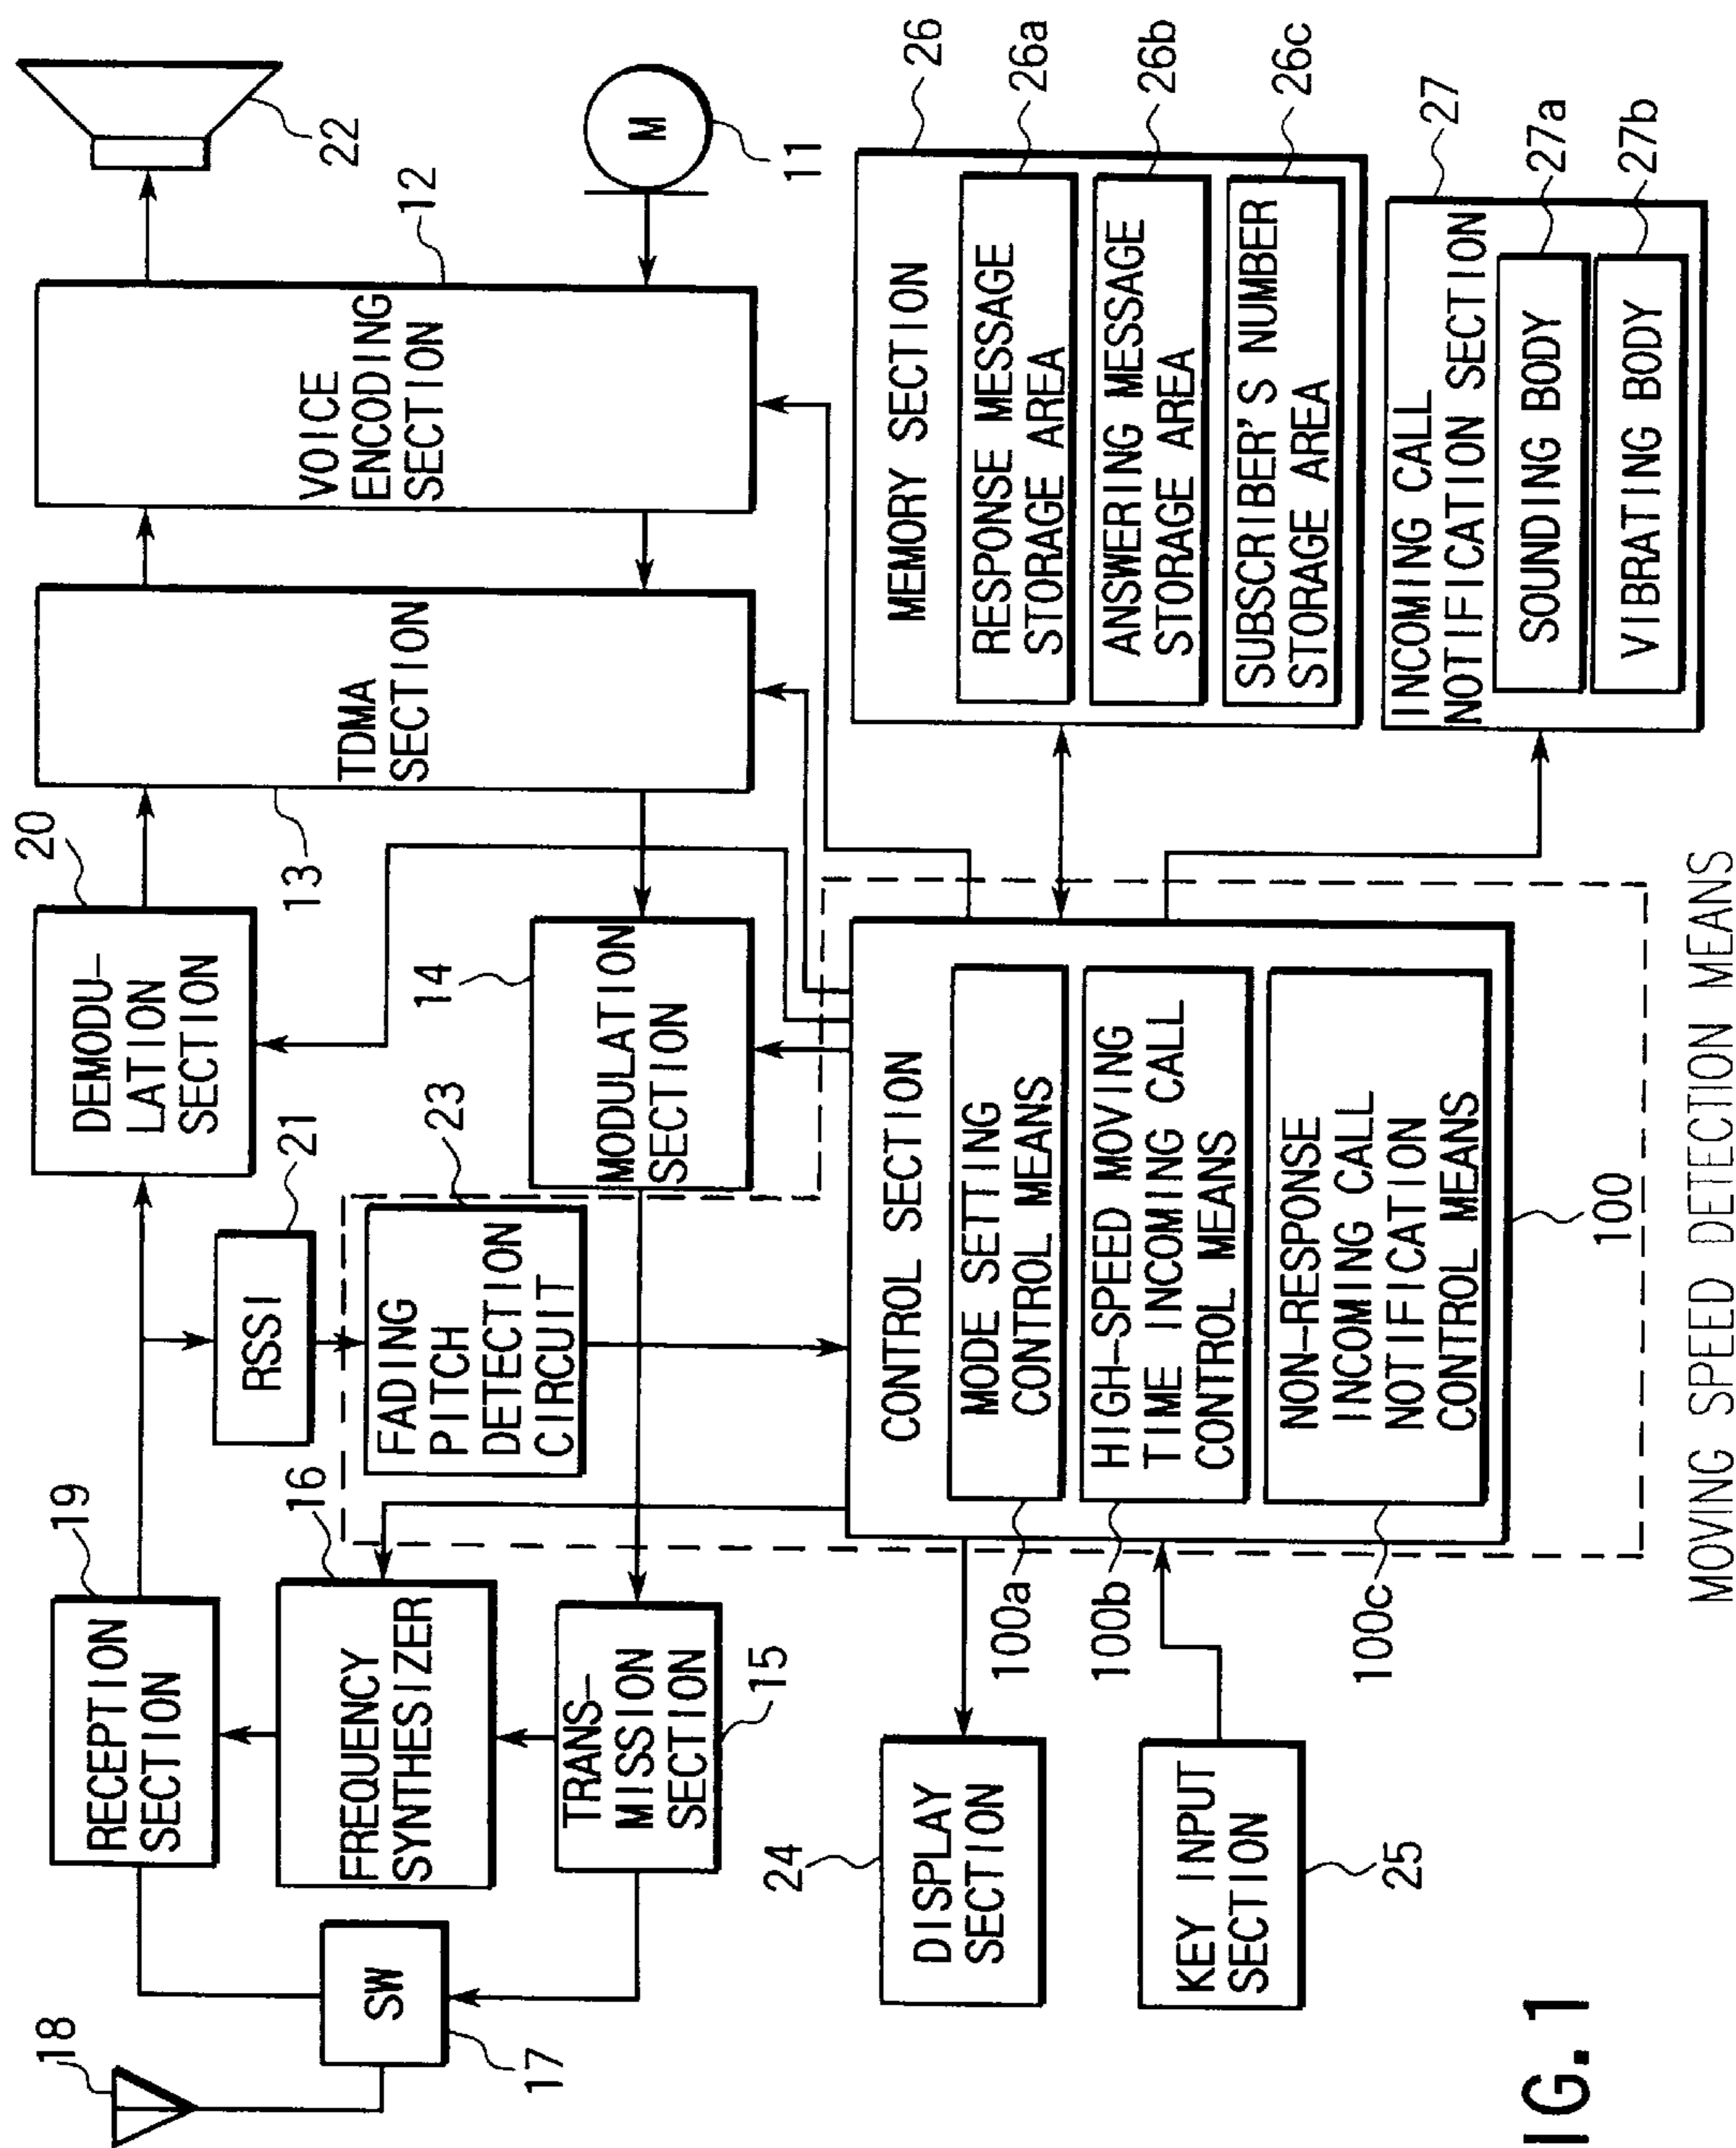 18
SW
17
RECEPTION
SECTION
19
FREQUENCY
SYNTHESIZER
16
TRANS-
MISSION
SECTION
15
RSSI
21
DEMODU-
LATION
SECTION
20
FADING
PITCH
DETECTION
CIRCUIT
23
MODULATION
SECTION
14
TDMA
SECTION
13
VOICE
ENCODING
SECTION
12
22
M
11
DISPLAY
SECTION
24
KEY INPUT
SECTION
25
CONTROL SECTION
MODE SETTING
CONTROL MEANS
100a
HIGH-SPEED MOVING
TIME INCOMING CALL
CONTROL MEANS
100b
NON-RESPONSE
INCOMING CALL
NOTIFICATION
CONTROL MEANS
100c
100
MEMORY SECTION
26
RESPONSE MESSAGE
STORAGE AREA
26a
ANSWERING MESSAGE
STORAGE AREA
26b
SUBSCRIBER'S NUMBER
STORAGE AREA
26c
INCOMING CALL
NOTIFICATION SECTION
27
SOUNDING BODY
27a
VIBRATING BODY
27b
MOVING SPEED DETECTION MEANS
IG. 1